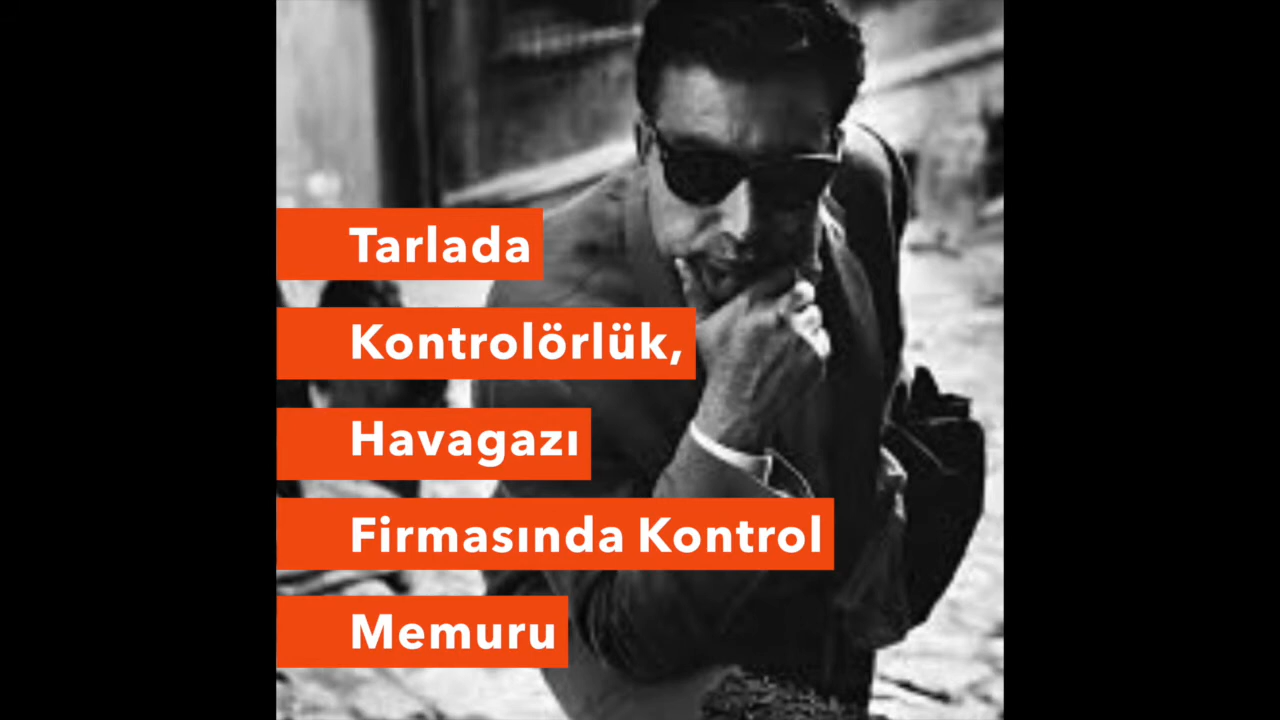 Tarlada
Kontrolörlük,
Havagazı
Firmasında Kontrol
Memuru